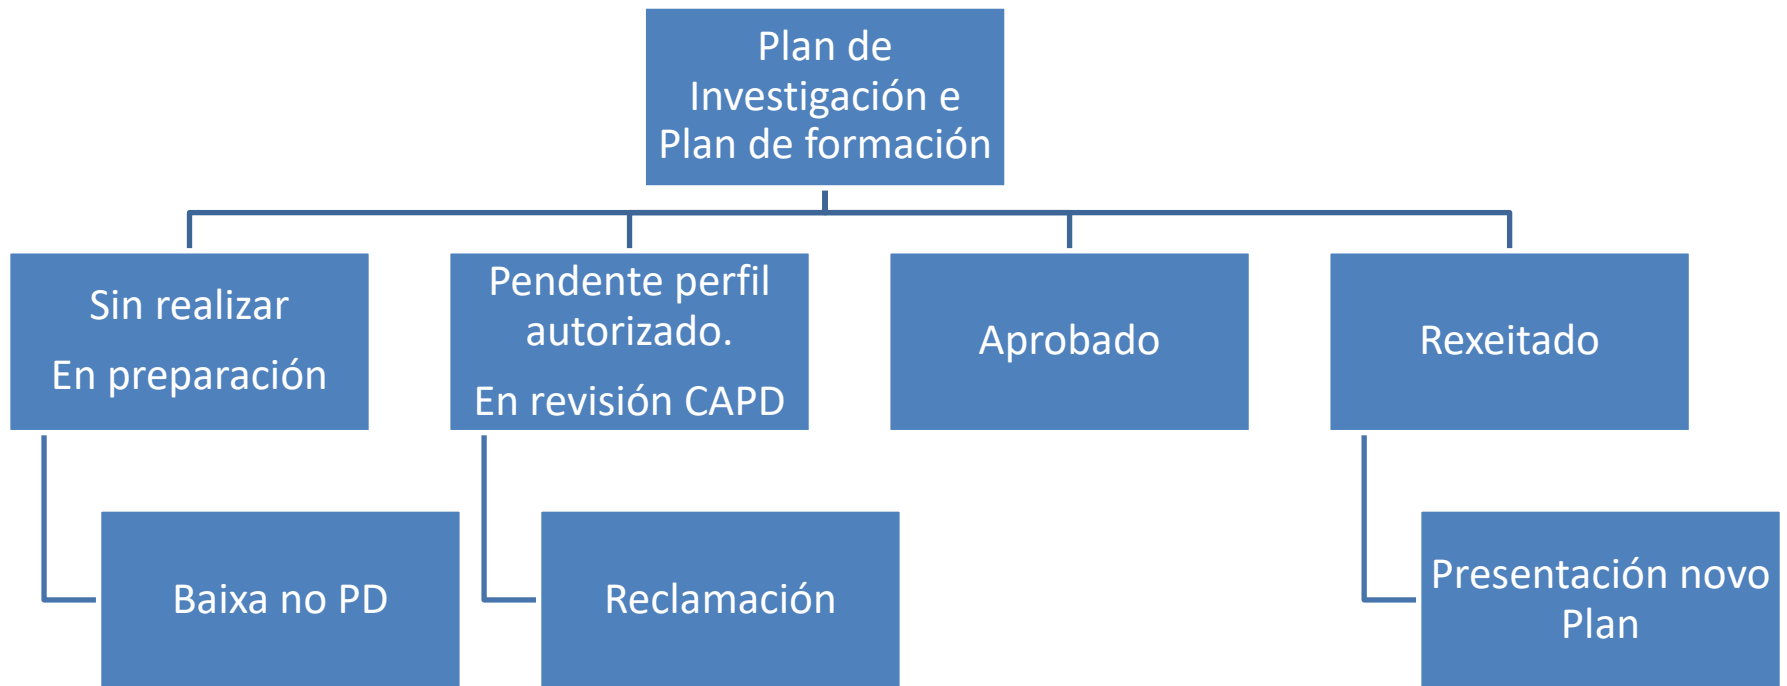 Plan de
Investigación e
Plan de formación
Sin realizar
En preparación
Pendente perfil
autorizado.
En revisión CAPD
Aprobado
Rexeitado
Baixa no PD
Reclamación
Presentación novo
Plan